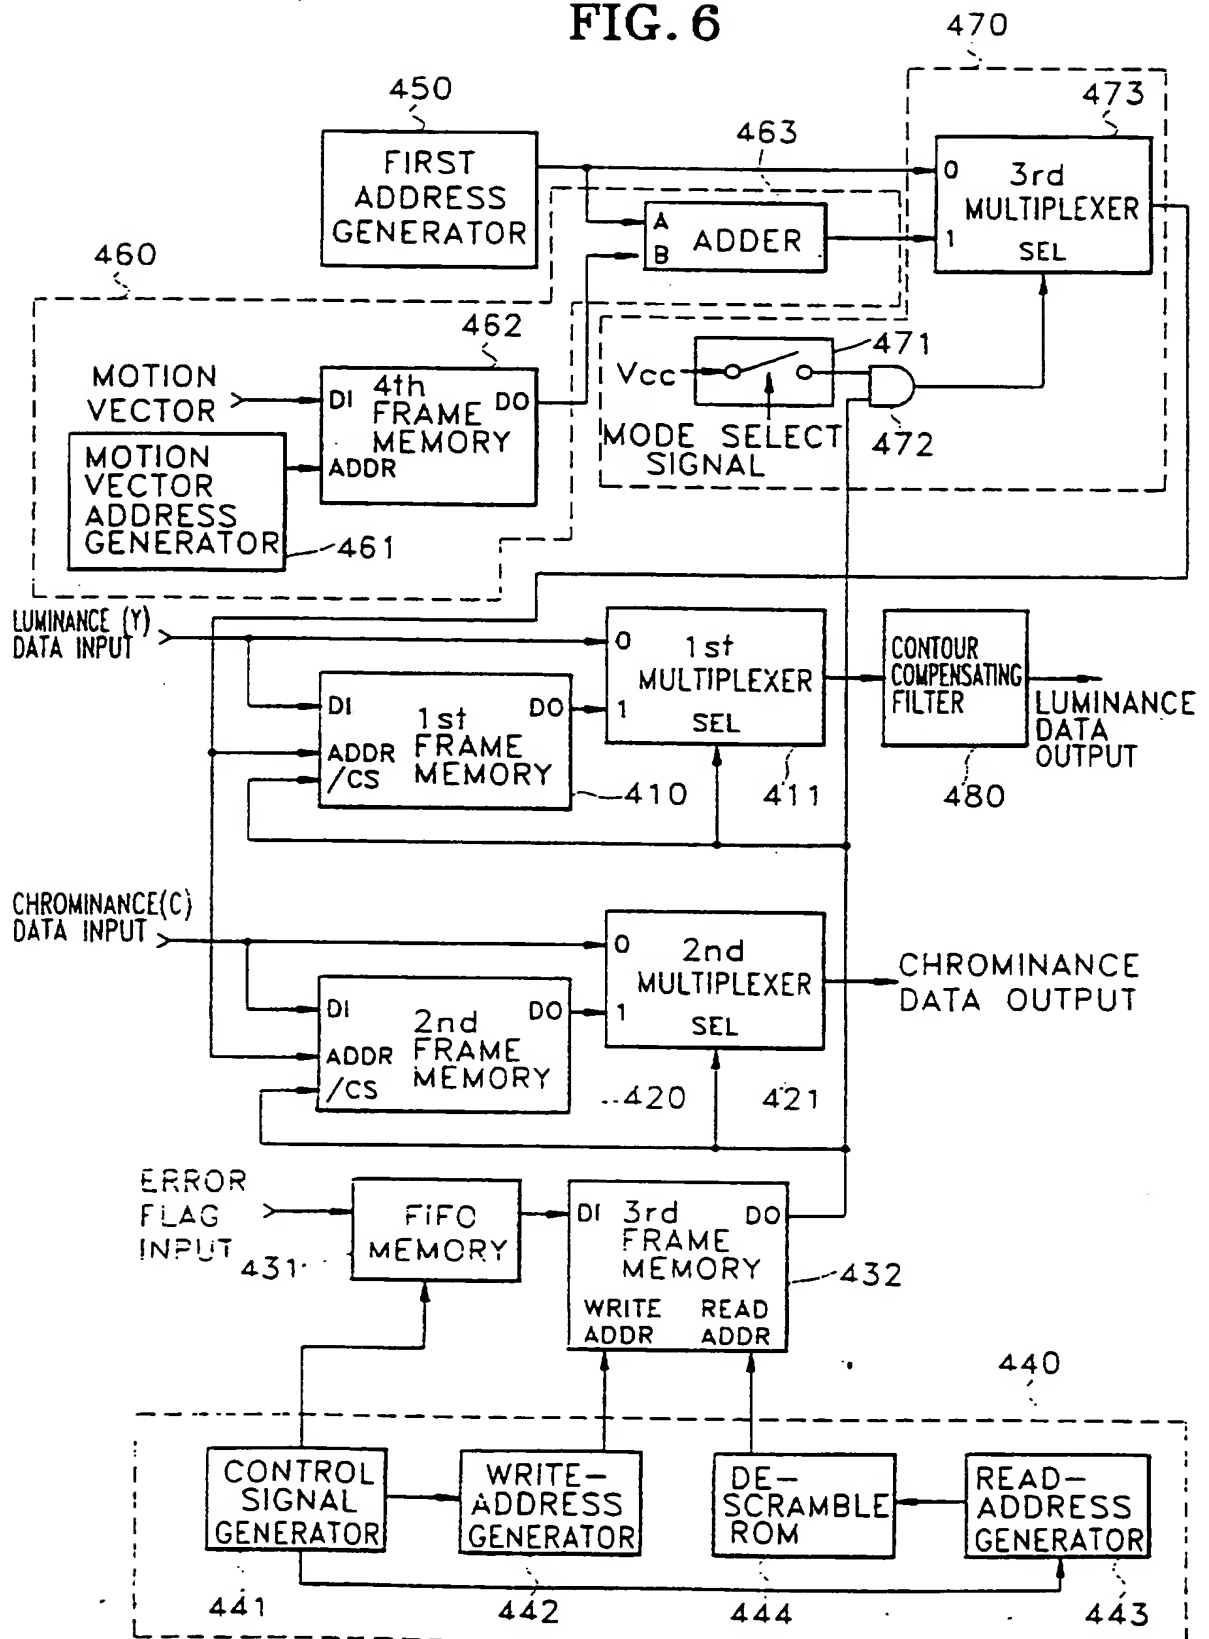 FIG. 6
470
450
473
463
FIRST
ADDRESS
GENERATOR
0
3rd
MULTIPLEXER
1
SEL
A
B
ADDER
460
462
471
Vcc
472
MODE SELECT
SIGNAL
MOTION
VECTOR
DI
4th
FRAME
MEMORY
DO
ADDR
MOTION
VECTOR
ADDRESS
GENERATOR
461
LUMINANCE (Y)
DATA INPUT
0
1st
MULTIPLEXER
1
SEL
CONTOUR
COMPENSATING
FILTER
LUMINANCE
DATA
OUTPUT
DI
DO
1st
FRAME
MEMORY
ADDR
/CS
410
411
480
CHROMINANCE(C)
DATA INPUT
0
2nd
MULTIPLEXER
1
SEL
CHROMINANCE
DATA OUTPUT
DI
DO
2nd
FRAME
MEMORY
ADDR
/CS
420
421
ERROR
FLAG
INPUT
431
FiFO
MEMORY
DI
3rd
FRAME
MEMORY
DO
WRITE
ADDR
READ
ADDR
432
440
CONTROL
SIGNAL
GENERATOR
WRITE-
ADDRESS
GENERATOR
DE-
SCRAMBLE
ROM
READ-
ADDRESS
GENERATOR
441
442
444
443